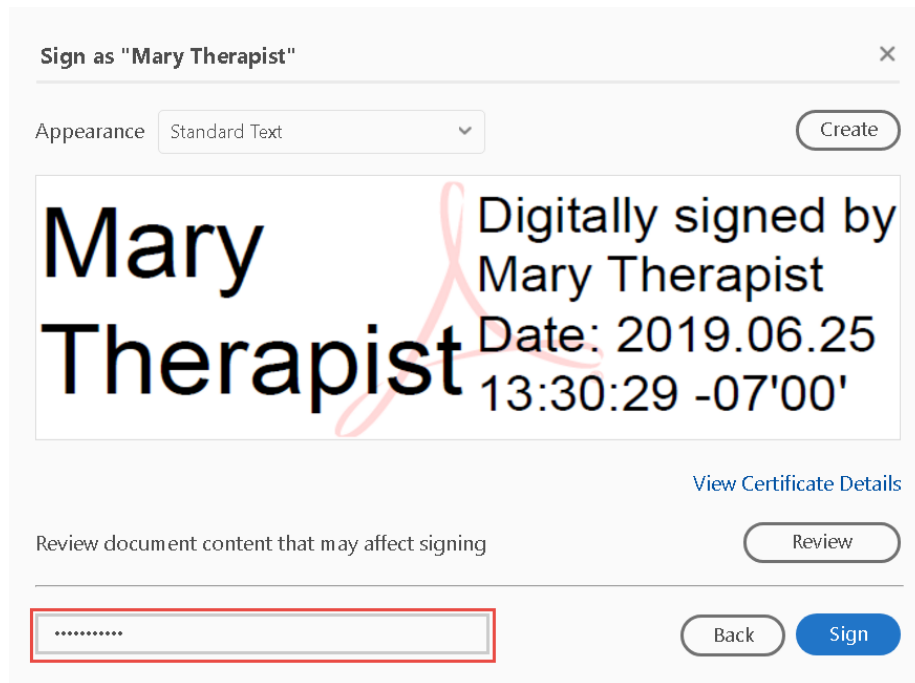 Sign as "Mary Therapist"
×
Appearance Standard Text Create
Mary
Therapist
Digitally signed by
Mary Therapist
Date: 2019.06.25
13:30:29 -07'00'
View Certificate Details
Review document content that may affect signing Review
•••••••••••
Back Sign